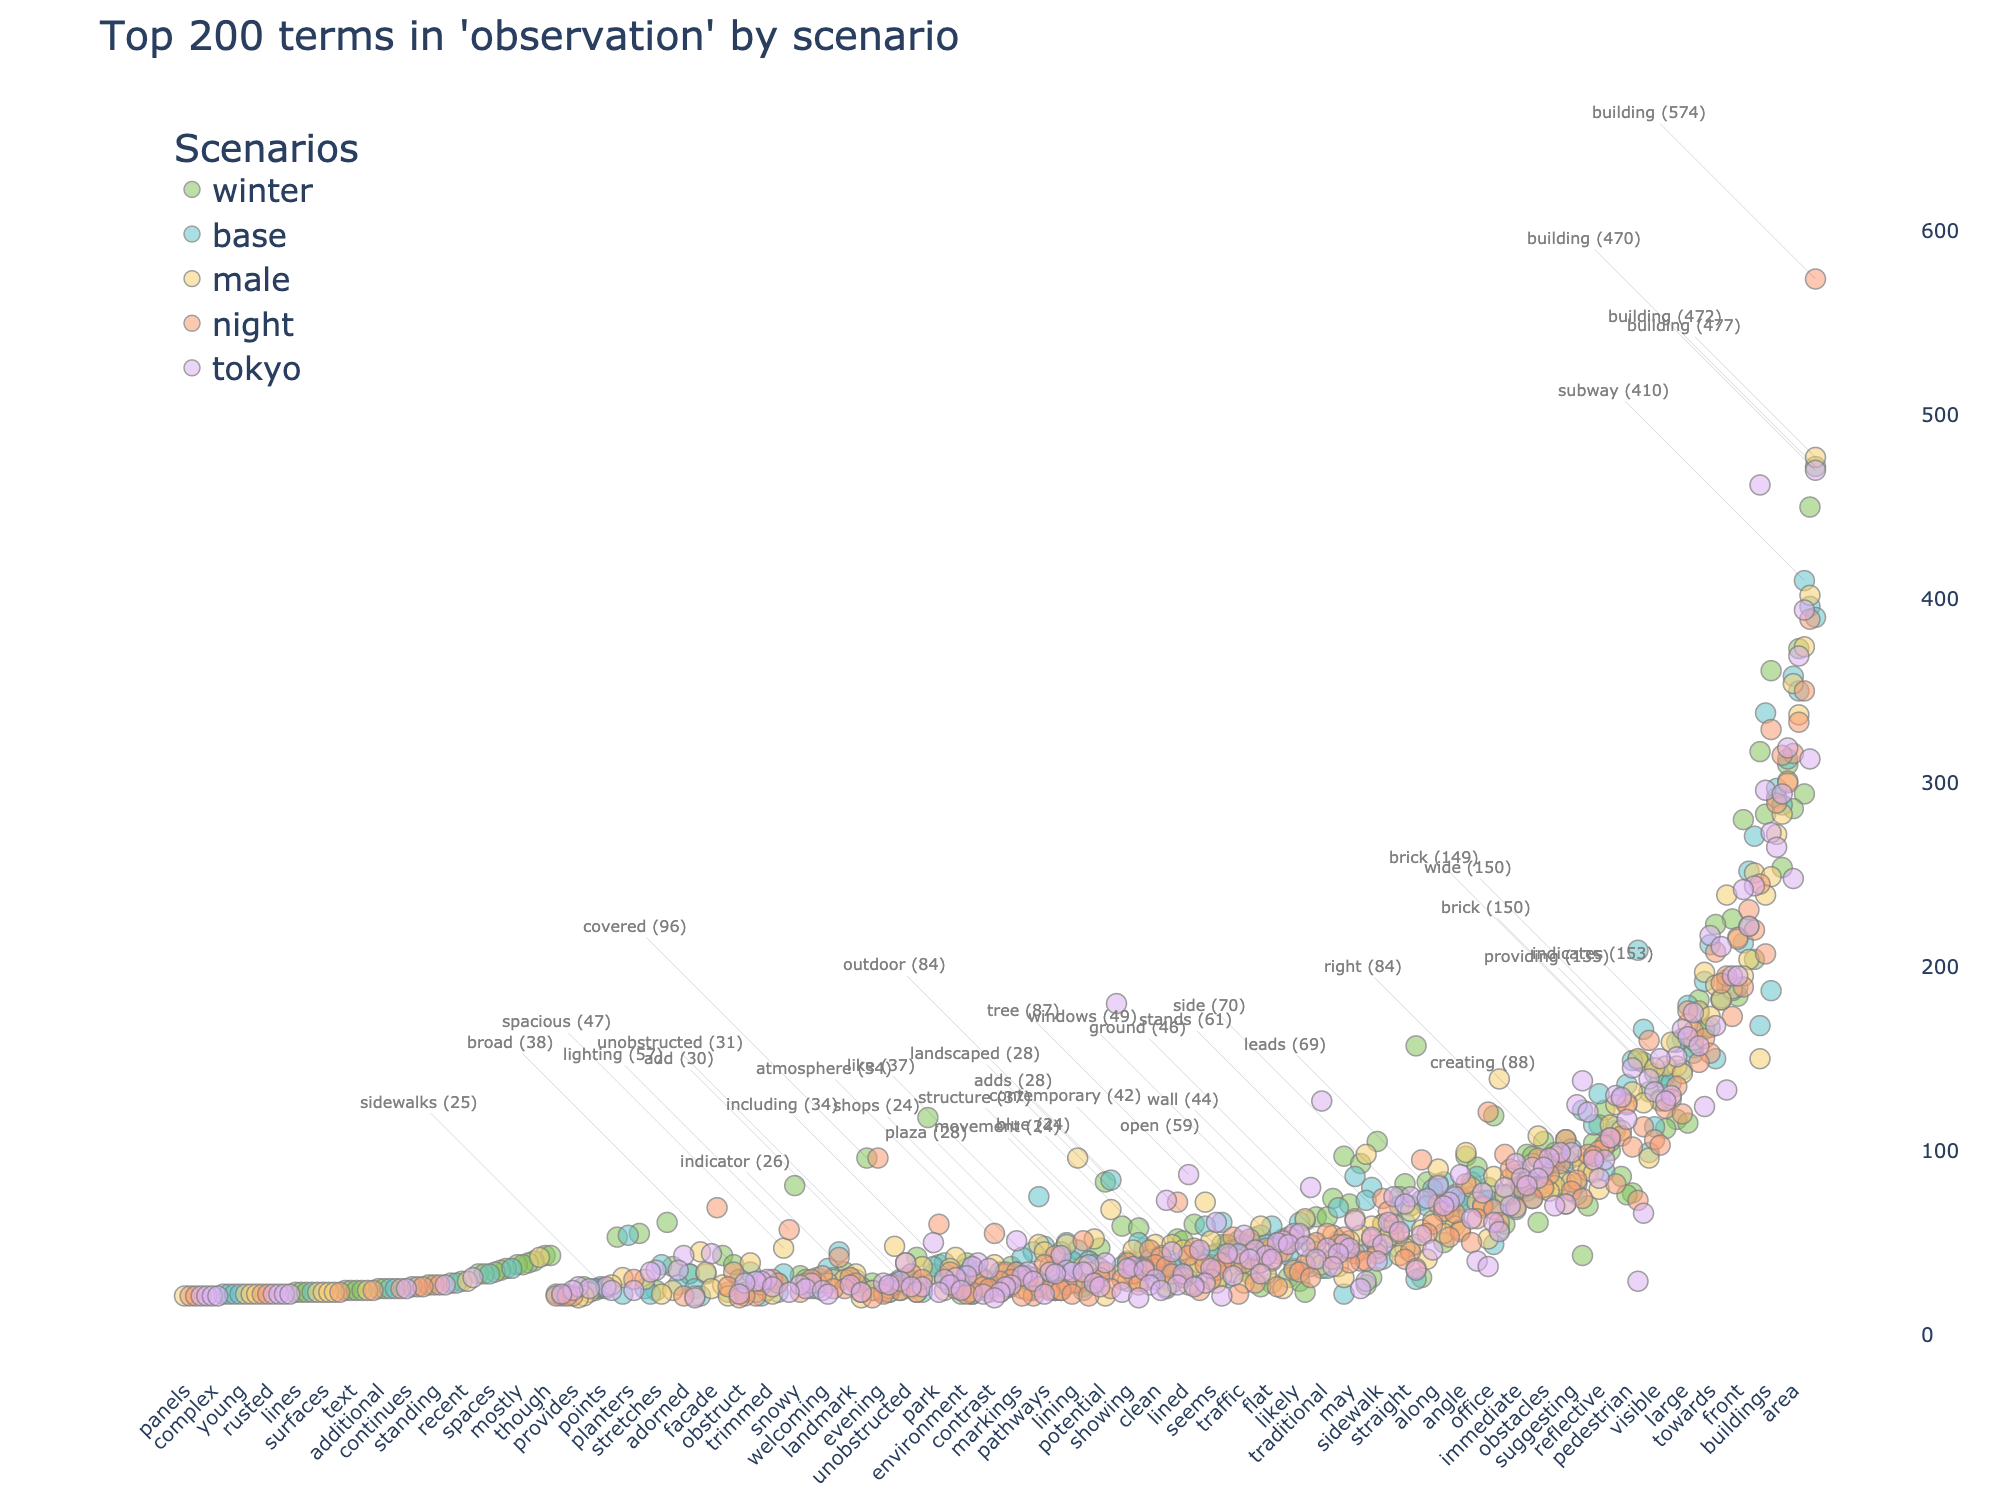 Top 200 terms in 'observation' by scenario
Scenarios
winter
base
male
night
tokyo
building (574)
building (470)
building (472)
building (477)
subway (410)
brick (149)
wide (150)
brick (150)
providing (135)
indicates (153)
right (84)
covered (96)
outdoor (84)
tree (87)
windows (49)
side (70)
stands (61)
ground (46)
leads (69)
creating (88)
spacious (47)
broad (38)
lighting (57)
unobstructed (31)
add (30)
atmosphere (54)
like (37)
landscaped (28)
adds (28)
contemporary (42)
structure (37)
sidewalks (25)
including (34)
shops (24)
wall (44)
plaza (28)
movement (24)
blue (24)
open (59)
indicator (26)
600
500
400
300
200
100
0
panels
complex
young
rusted
lines
surfaces
text
additional
continues
standing
recent
spaces
mostly
though
provides
points
planters
stretches
adorned
facade
obstruct
trimmed
snowy
welcoming
landmark
evening
unobstructed
park
environment
contrast
markings
pathways
lining
potential
showing
clean
lined
seems
traffic
flat
likely
traditional
may
sidewalk
straight
along
angle
office
immediate
obstacles
suggesting
reflective
pedestrian
visible
large
towards
front
buildings
area